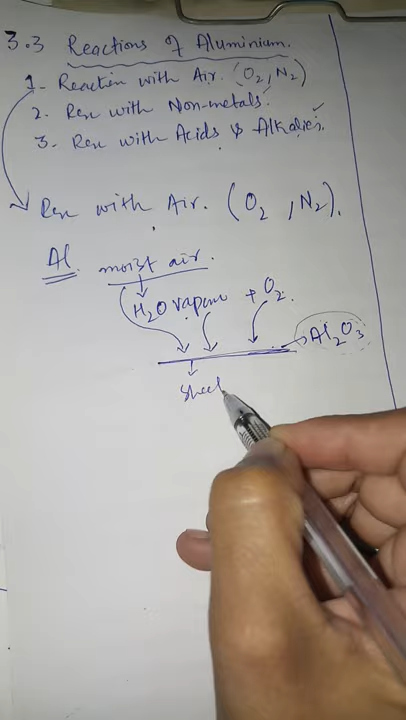 3.3 Reactions of Aluminium.
1- Reaction with Air. (O2, N2)
2. Rxn with Non-metals.
3. Rxn with Acids & Alkalies.
Rxn with Air. (O2, N2).
Al. moist air.
H2O vapour + O2.
Al2O3
Sheet